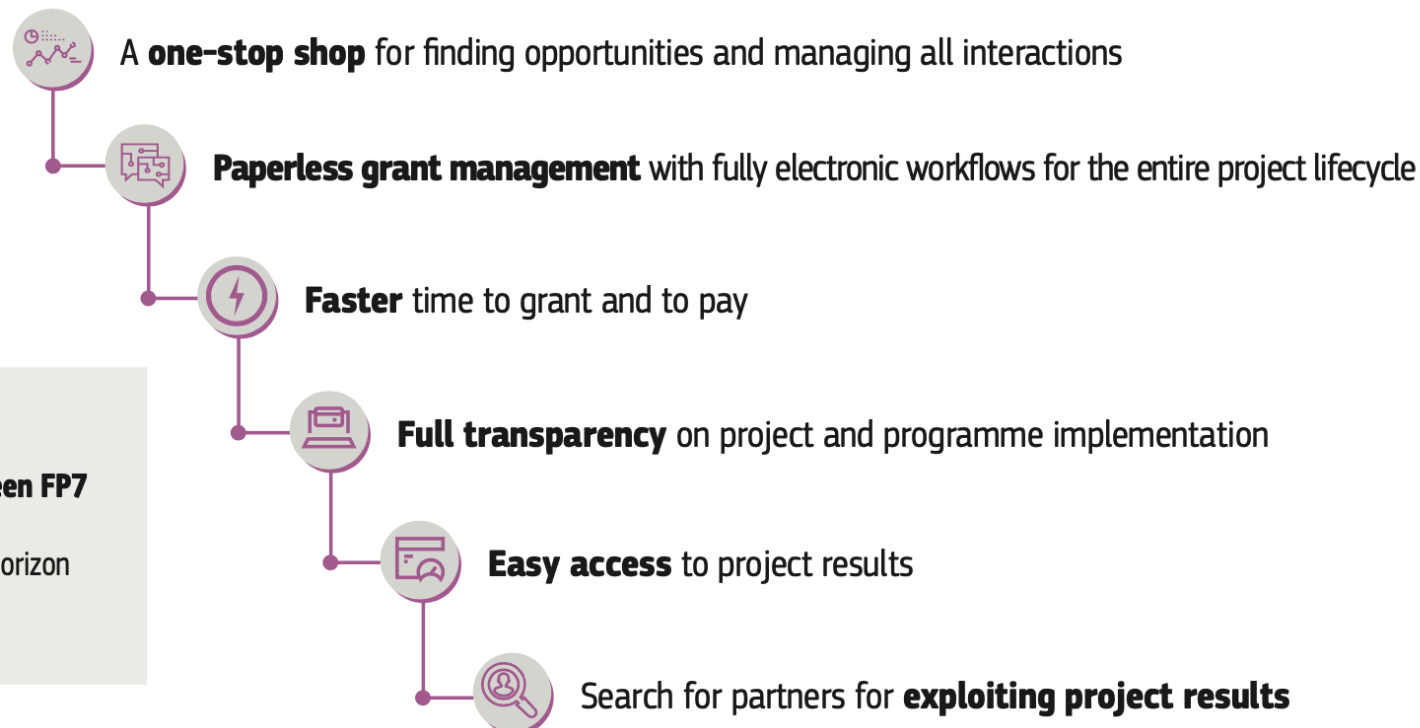 A one-stop shop for finding opportunities and managing all interactions
Paperless grant management with fully electronic workflows for the entire project lifecycle
Faster time to grant and to pay
Full transparency on project and programme implementation
FP7
Easy access to project results
Search for partners for exploiting project results